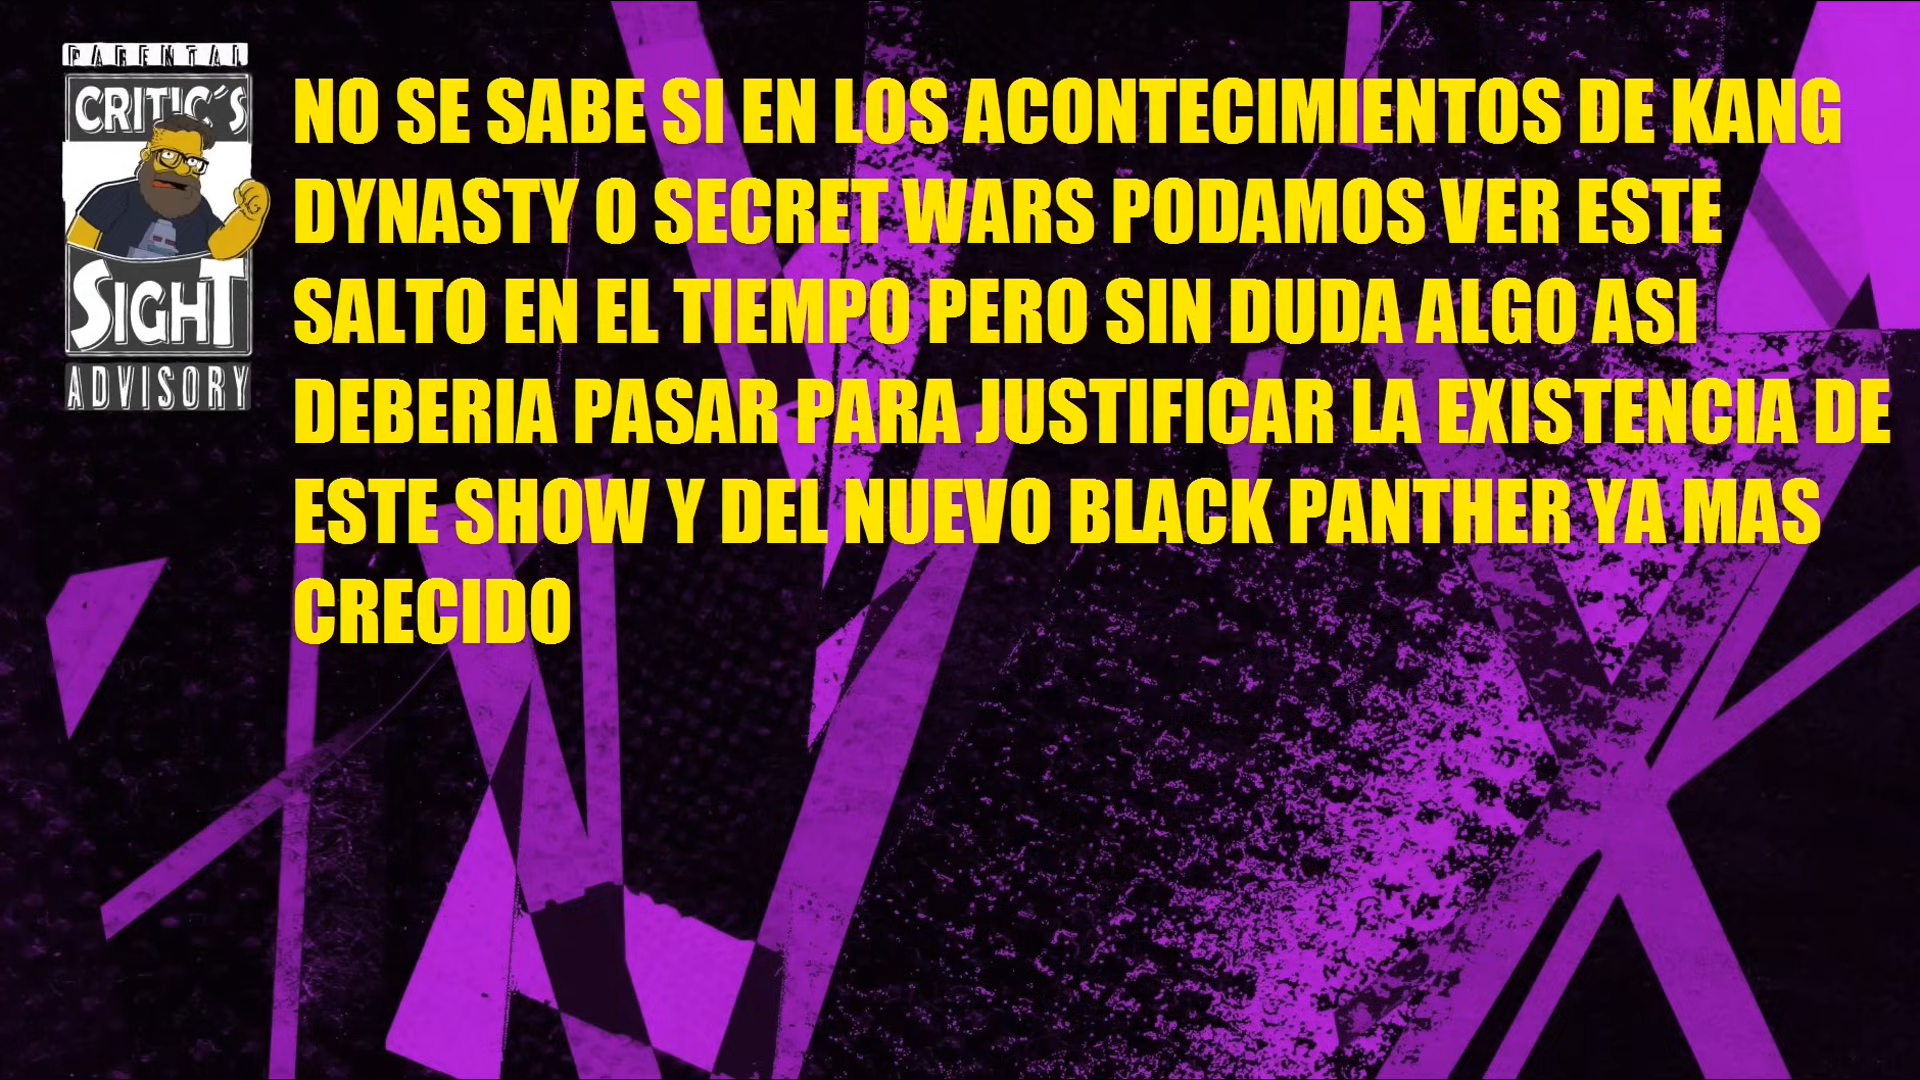 PARENTAL
CRITIC´S
SIGHT
ADVISORY
NO SE SABE SI EN LOS ACONTECIMIENTOS DE KANG
DYNASTY O SECRET WARS PODAMOS VER ESTE
SALTO EN EL TIEMPO PERO SIN DUDA ALGO ASI
DEBERIA PASAR PARA JUSTIFICAR LA EXISTENCIA DE
ESTE SHOW Y DEL NUEVO BLACK PANTHER YA MAS
CRECIDO